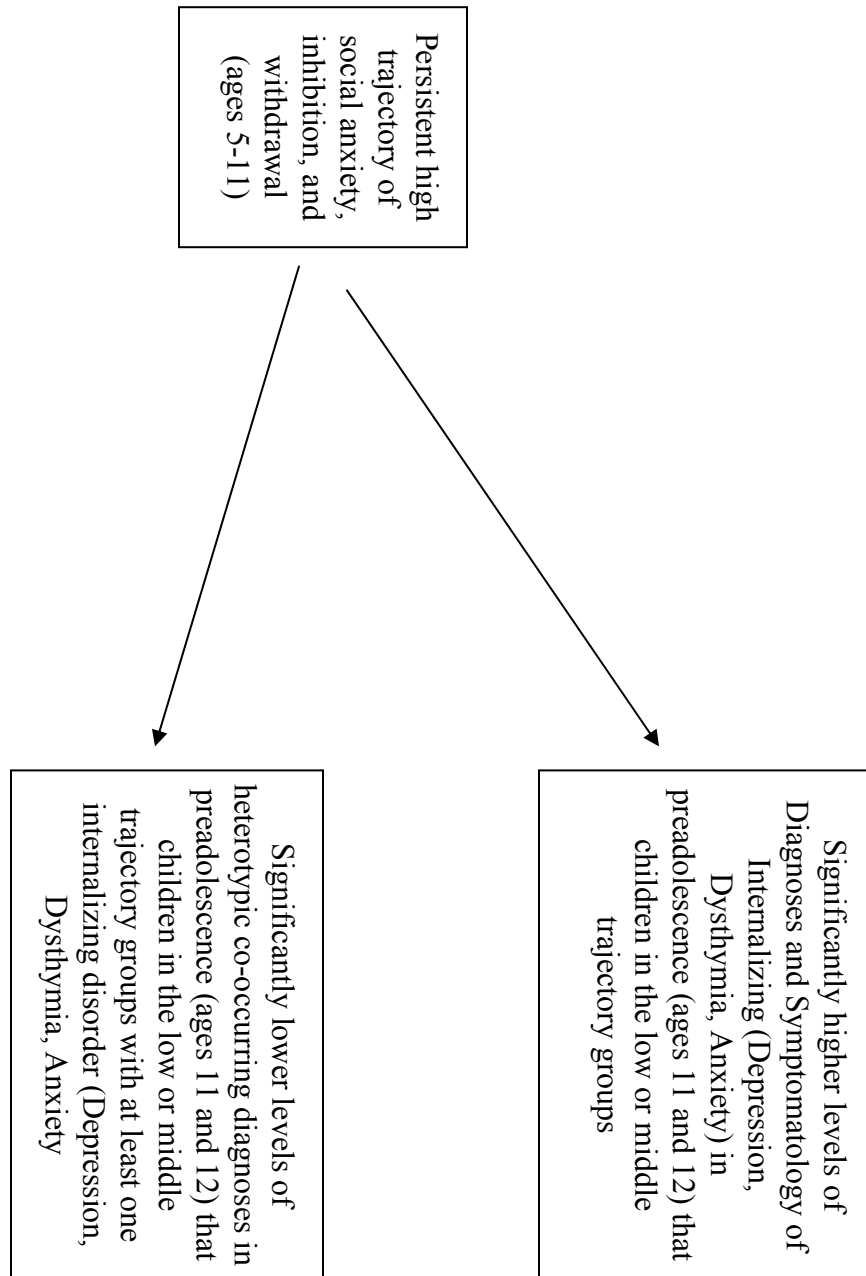 Persistent high
trajectory of
social anxiety,
inhibition, and
withdrawal
(ages 5-11)
Significantly higher levels of
Diagnoses and Symptomatology of
Internalizing (Depression,
Dysthymia, Anxiety) in
preadolescence (ages 11 and 12) that
children in the low or middle
trajectory groups
Significantly lower levels of
heterotypic co-occurring diagnoses in
preadolescence (ages 11 and 12) that
children in the low or middle
trajectory groups with at least one
internalizing disorder (Depression,
Dysthymia, Anxiety